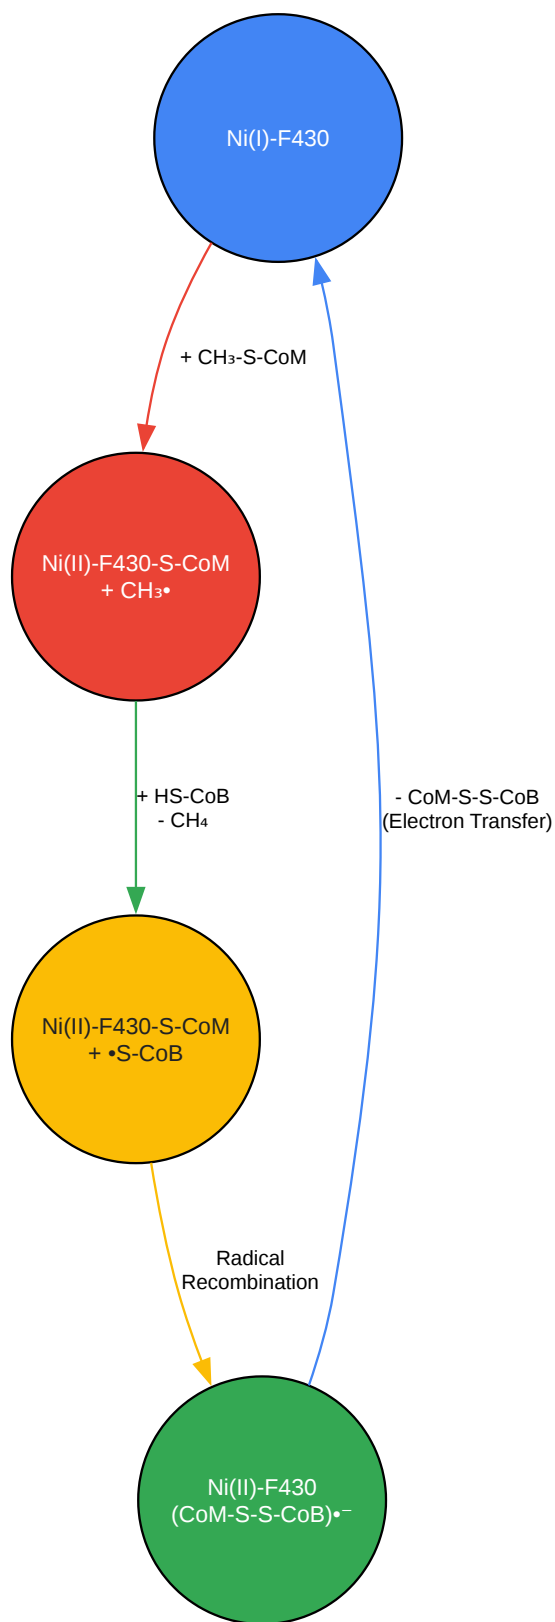 Ni(I)-F430
+ CH₃-S-CoM
Ni(II)-F430-S-CoM
+ CH₃•
+ HS-CoB
- CH₄
- CoM-S-S-CoB
(Electron Transfer)
Ni(II)-F430-S-CoM
+ •S-CoB
Radical
Recombination
Ni(II)-F430
(CoM-S-S-CoB)•⁻